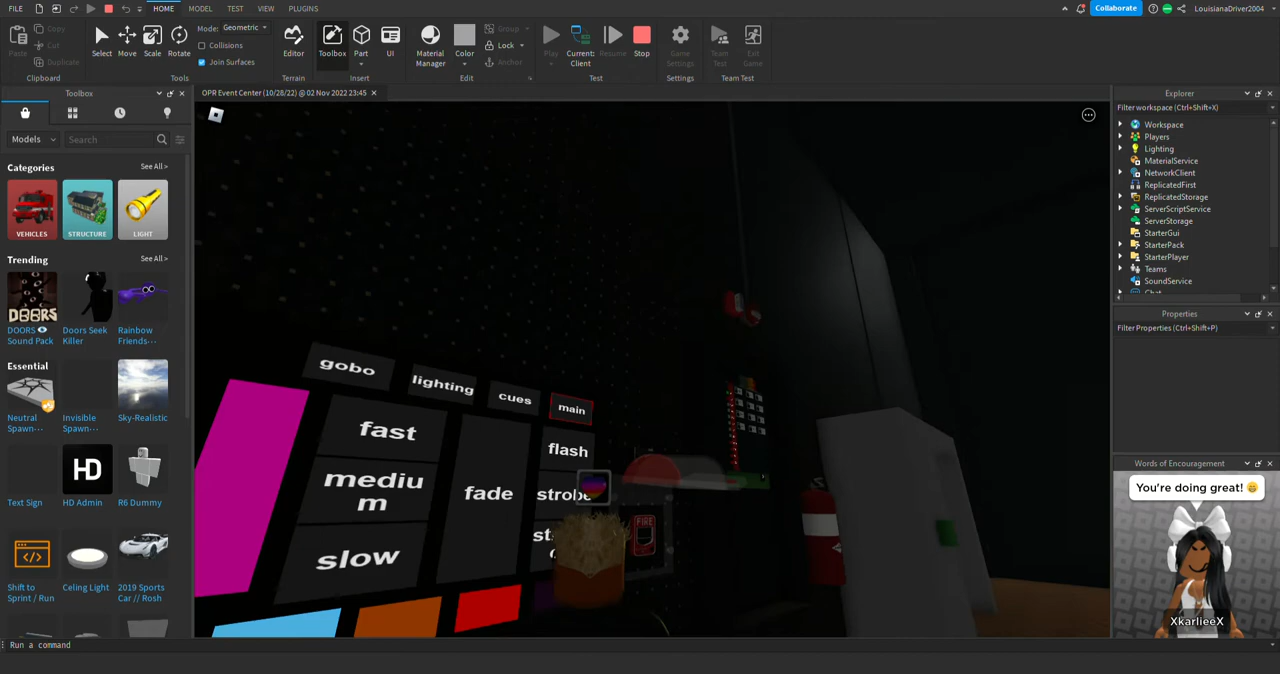 FILE
HOME
MODEL
TEST
VIEW
PLUGINS
Collaborate
LouisianaDriver2004
Paste
Copy
Cut
Duplicate
Clipboard
Select
Move
Scale
Rotate
Mode: Geometric
Collisions
Join Surfaces
Tools
Editor
Terrain
Toolbox
Part
UI
Insert
Material Manager
Color
Group
Lock
Anchor
Edit
Play
Current Client
Resume
Stop
Test
Game Settings
Settings
Team Test
Exit Game
Team Test
Toolbox
OPR Event Center (10/28/22) @ 02 Nov 2022 23:45
Models
Search
Categories
See All >
VEHICLES
STRUCTURE
LIGHT
Trending
See All >
DOORS
DOORS Sound Pack
Doors Seek Killer
Rainbow Friends···
Essential
Neutral Spawn···
Invisible Spawn···
Sky-Realistic
HD
Text Sign
HD Admin
R6 Dummy
Shift to Sprint / Run
Celing Light
2019 Sports Car // Rosh
gobo
lighting
cues
main
fast
flash
mediu
m
fade
strobe
slow
FIRE
Explorer
Filter workspace (Ctrl+Shift+X)
Workspace
Players
Lighting
MaterialService
NetworkClient
ReplicatedFirst
ReplicatedStorage
ServerScriptService
ServerStorage
StarterGui
StarterPack
StarterPlayer
Teams
SoundService
Chat
Properties
Filter Properties (Ctrl+Shift+P)
Words of Encouragement
You're doing great! 😄
XkarlieeX
Run a command